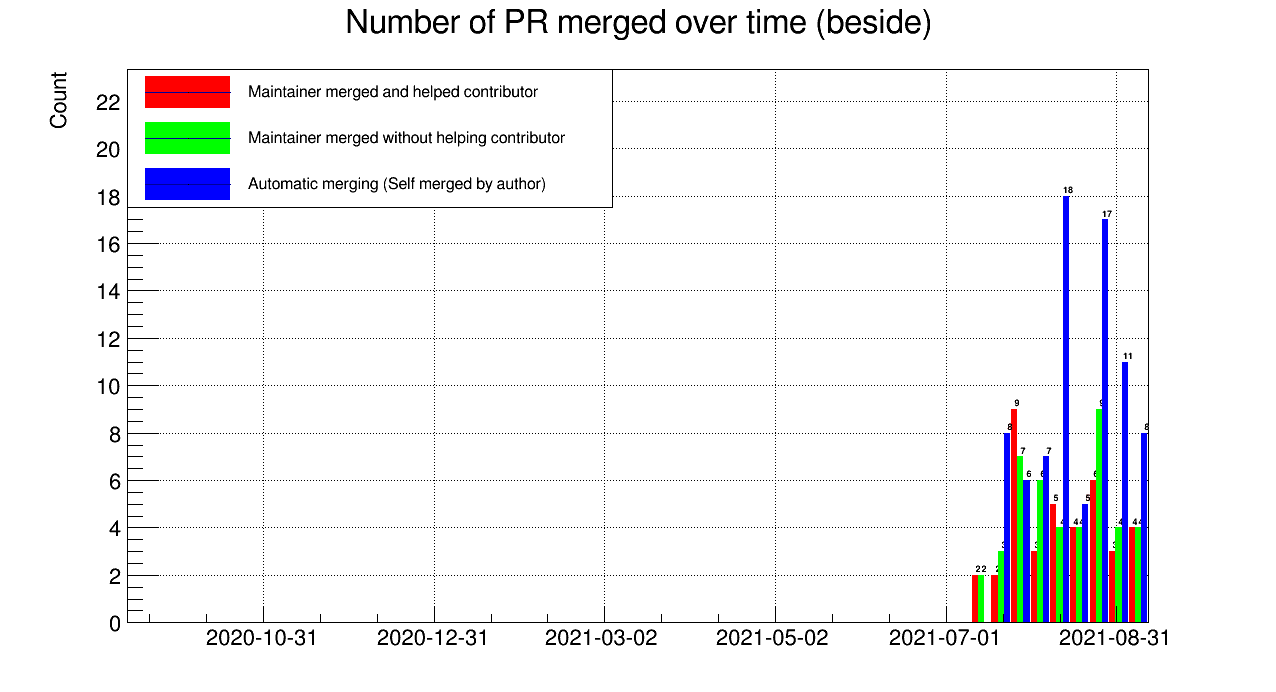 Number of PR merged over time (beside)
Count
22
20
18
16
14
12
10
8
6
4
2
0
Maintainer merged and helped contributor
Maintainer merged without helping contributor
Automatic merging (Self merged by author)
2 2
2 3 8
9 7 6
3 6 7
5 4 18
4 4 5
6 9 17
3 4 11
4 4 8
2020-10-31 2020-12-31 2021-03-02 2021-05-02 2021-07-01 2021-08-31